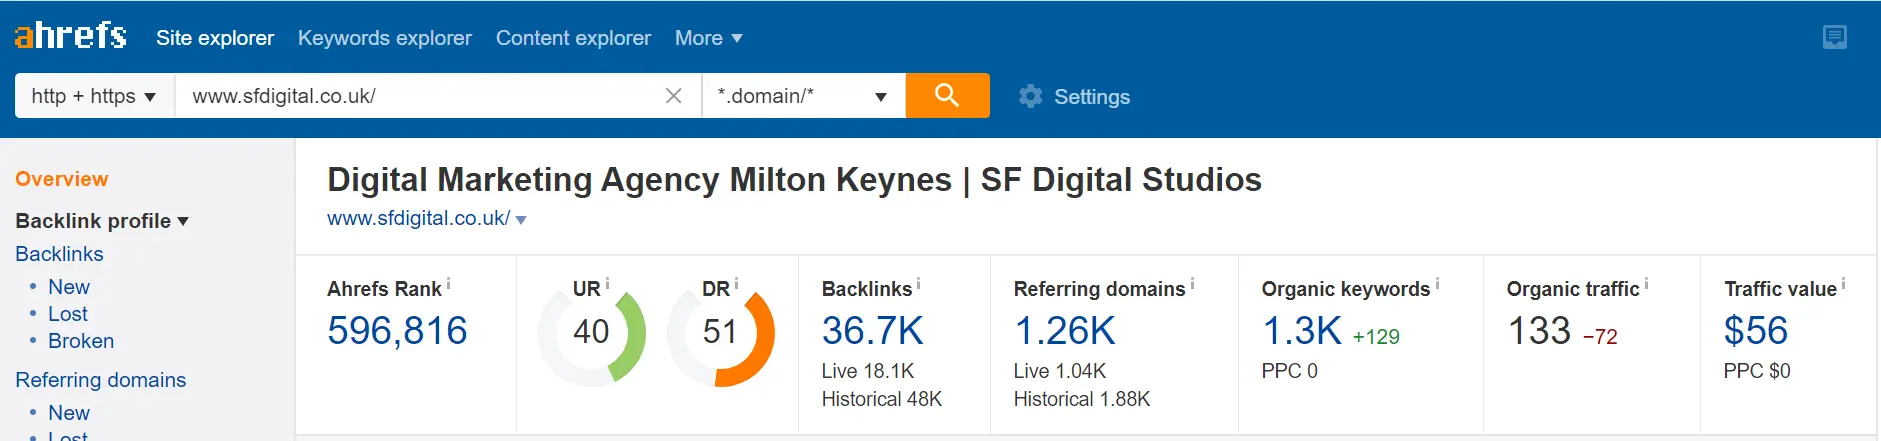 ahrefs Site explorer Keywords explorer Content explorer More
http + https www.sfdigital.co.uk/ *.domain/* Settings
Overview
Backlink profile
Backlinks
• New
• Lost
• Broken
Referring domains
• New
• Lost
Digital Marketing Agency Milton Keynes | SF Digital Studios
www.sfdigital.co.uk/
Ahrefs Rank i
596,816
UR i
40
DR i
51
Backlinks i
36.7K
Live 18.1K
Historical 48K
Referring domains i
1.26K
Live 1.04K
Historical 1.88K
Organic keywords i
1.3K +129
PPC 0
Organic traffic i
133 −72
Traffic value i
$56
PPC $0